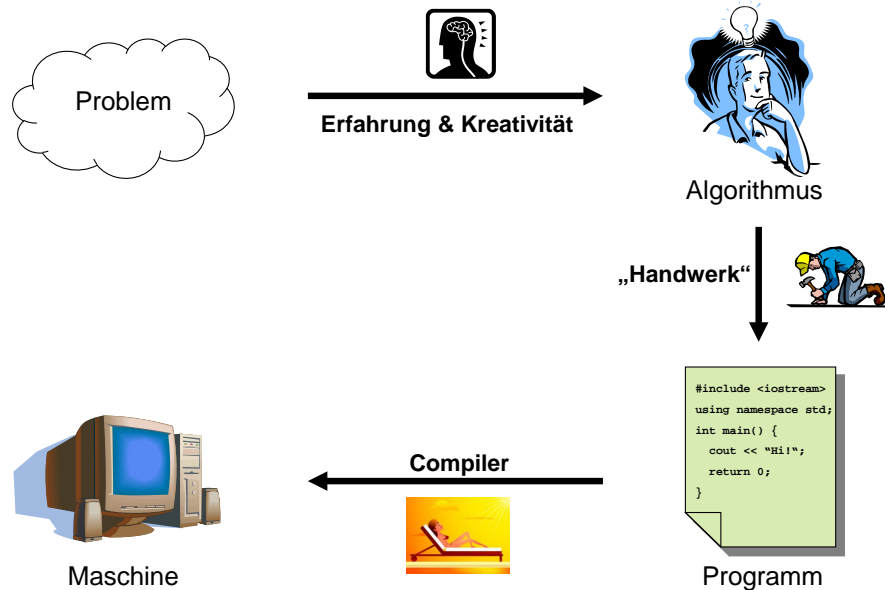 Problem
Erfahrung & Kreativität
Algorithmus
„Handwerk“
#include <iostream>
using namespace std;
int main() {
cout << “Hi!“;
return 0;
}
Programm
Compiler
Maschine